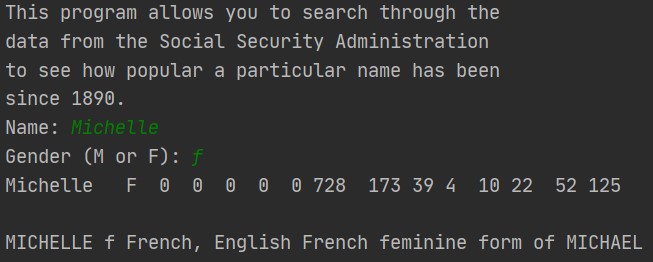 This program allows you to search through the
data from the Social Security Administration
to see how popular a particular name has been
since 1890.
Name: Michelle
Gender (M or F): f
Michelle   F  0  0  0  0  0 728  173 39 4  10 22  52 125
MICHELLE f French, English French feminine form of MICHAEL